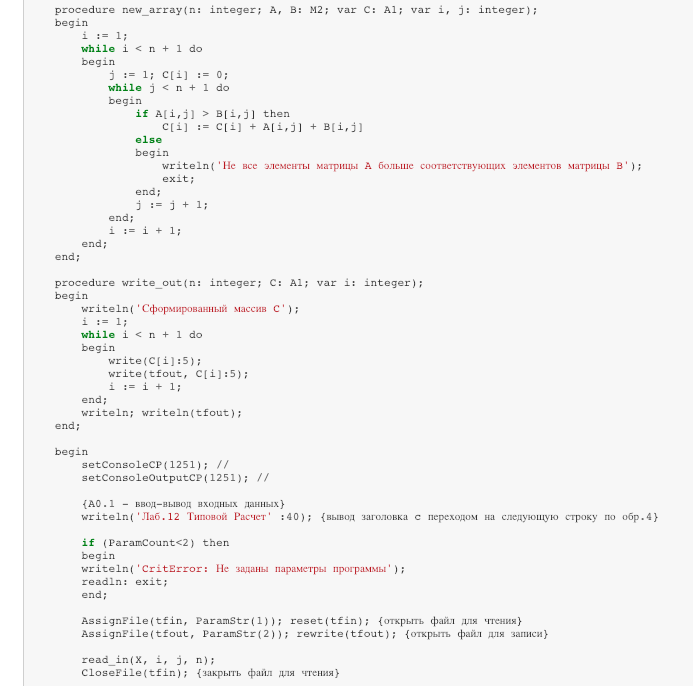 procedure new_array(n: integer; A, B: M2; var C: A1; var i, j: integer);
begin
    i := 1;
    while i < n + 1 do
    begin
        j := 1; C[i] := 0;
        while j < n + 1 do
        begin
            if A[i,j] > B[i,j] then
                C[i] := C[i] + A[i,j] + B[i,j]
            else
            begin
                writeln('Не все элементы матрицы A больше соответствующих элементов матрицы B');
                exit;
            end;
            j := j + 1;
        end;
        i := i + 1;
    end;
end;

procedure write_out(n: integer; C: A1; var i: integer);
begin
    writeln('Сформированный массив C');
    i := 1;
    while i < n + 1 do
    begin
        write(C[i]:5);
        write(tfout, C[i]:5);
        i := i + 1;
    end;
    writeln; writeln(tfout);
end;

begin
    setConsoleCP(1251); //
    setConsoleOutputCP(1251); //

    {A0.1 - ввод-вывод входных данных}
    writeln('Лаб.12 Типовой Расчет' :40); {вывод заголовка с переходом на следующую строку по обр.4}

    if (ParamCount<2) then
    begin
    writeln('CritError: Не заданы параметры программы');
    readln: exit;
    end;

    AssignFile(tfin, ParamStr(1)); reset(tfin); {открыть файл для чтения}
    AssignFile(tfout, ParamStr(2)); rewrite(tfout); {открыть файл для записи}

    read_in(X, i, j, n);
    CloseFile(tfin); {закрыть файл для чтения}